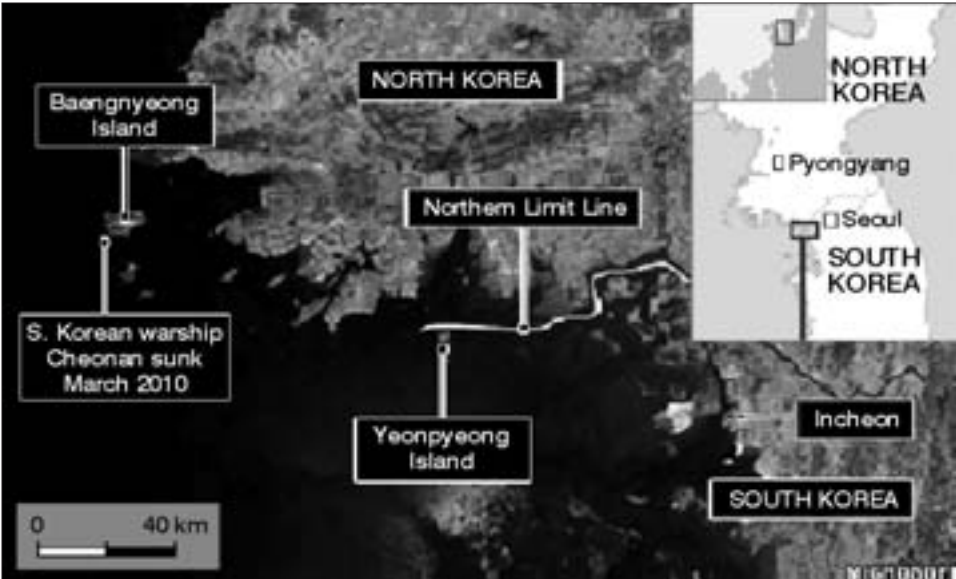 NORTH KOREA
Baengnyeong
Island
Northern Limit Line
S. Korean warship
Cheonan sunk
March 2010
Yeonpyeong
Island
Incheon
SOUTH KOREA
0 40 km
NORTH
KOREA
Pyongyang
Seoul
SOUTH
KOREA